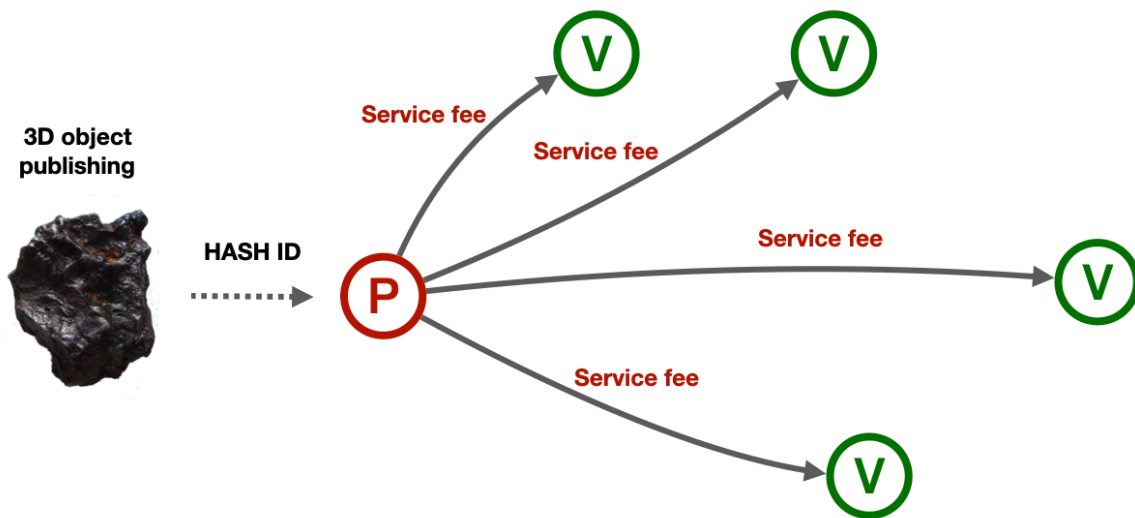 V
V
Service fee
3D object
publishing
Service fee
Service fee
HASH ID
P
V
Service fee
V